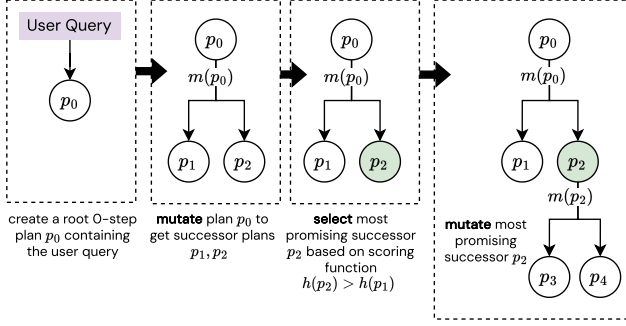 User Query
p₀
create a root 0-step
plan p₀ containing
the user query
p₀
m(p₀)
p₁ p₂
mutate plan p₀ to
get successor plans
p₁, p₂
p₀
m(p₀)
p₁ p₂
select most
promising successor
p₂ based on scoring
function
h(p₂) > h(p₁)
p₀
m(p₀)
p₁ p₂
m(p₂)
mutate most
promising
successor p₂
p₃ p₄